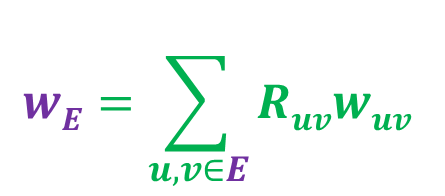 w_E = ∑_{u,v∈E} R_{uv}w_{uv}